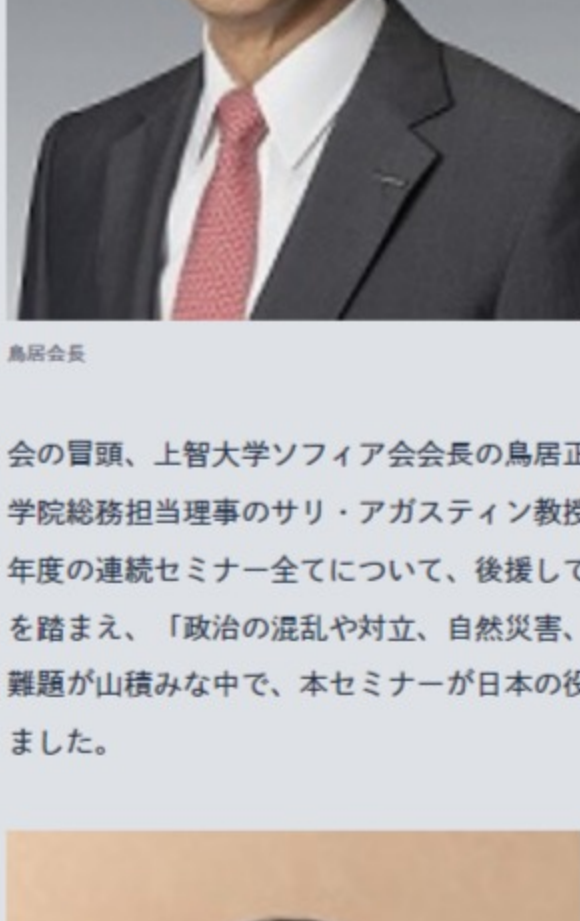 鳥居会長
会の冒頭、上智大学ソフィア会会長の鳥居正
学院総務担当理事のサリ・アガスティン教授
年度の連続セミナー全てについて、後援して
を踏まえ、「政治の混乱や対立、自然災害、
難題が山積みな中で、本セミナーが日本の役
ました。